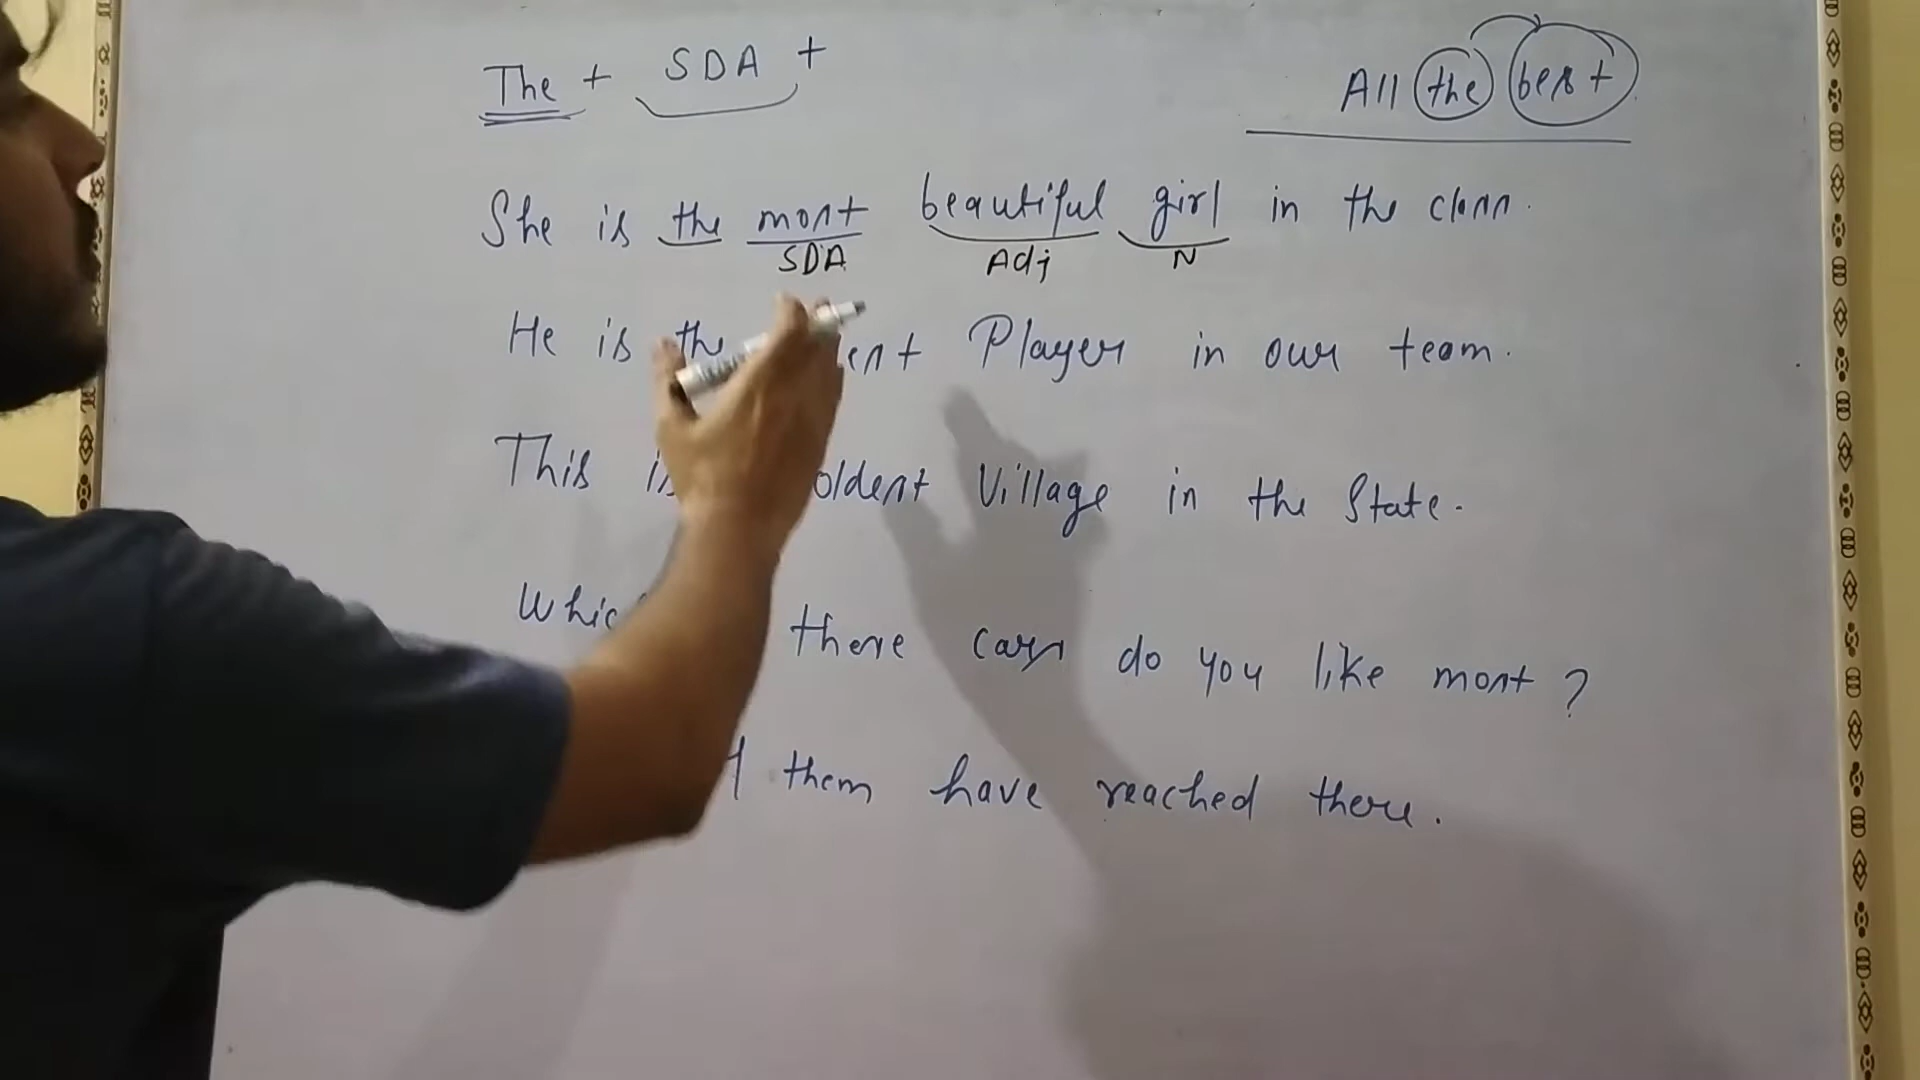 The + SDA +
All the best
She is the most beautiful girl in the class.
SDA Adj N
He is the Player in our team.
This is oldest Village in the State.
these cars do you like most ?
them have reached there.